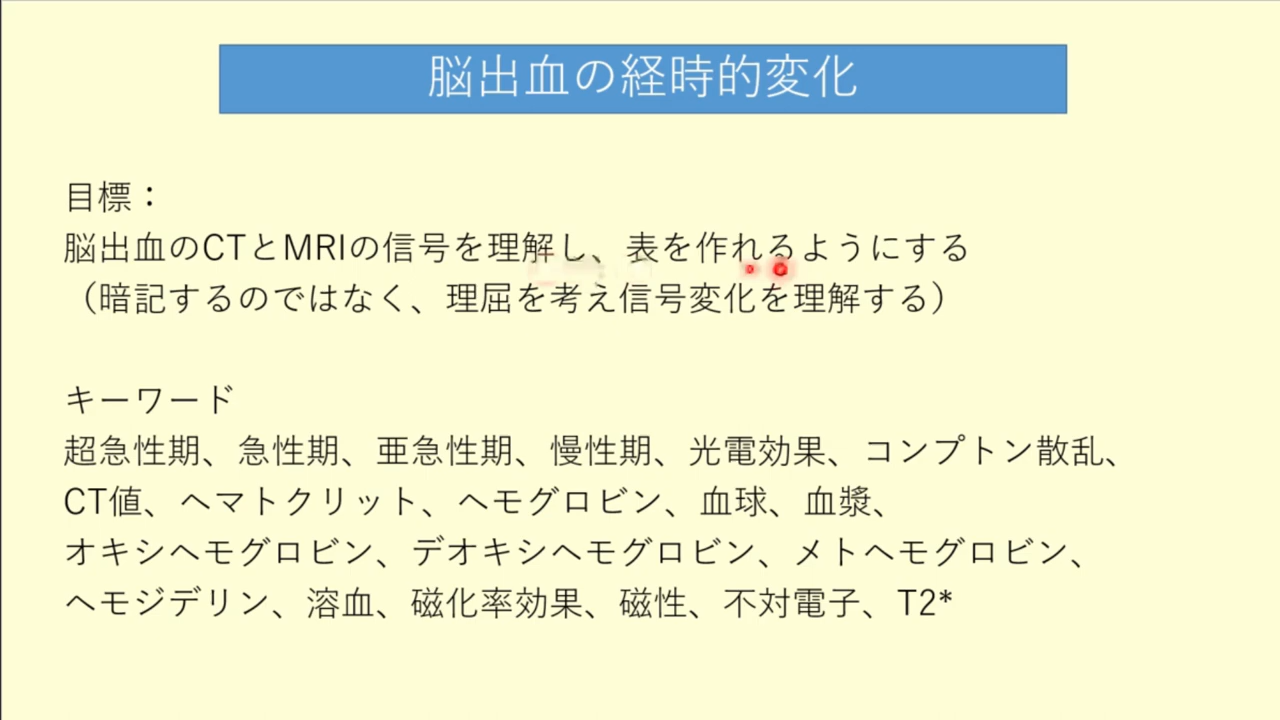 脳出血の経時的変化
目標：
脳出血のCTとMRIの信号を理解し、表を作れるようにする
（暗記するのではなく、理屈を考え信号変化を理解する）
キーワード
超急性期、急性期、亜急性期、慢性期、光電効果、コンプトン散乱、
CT値、ヘマトクリット、ヘモグロビン、血球、血漿、
オキシヘモグロビン、デオキシヘモグロビン、メトヘモグロビン、
ヘモジデリン、溶血、磁化率効果、磁性、不対電子、T2*